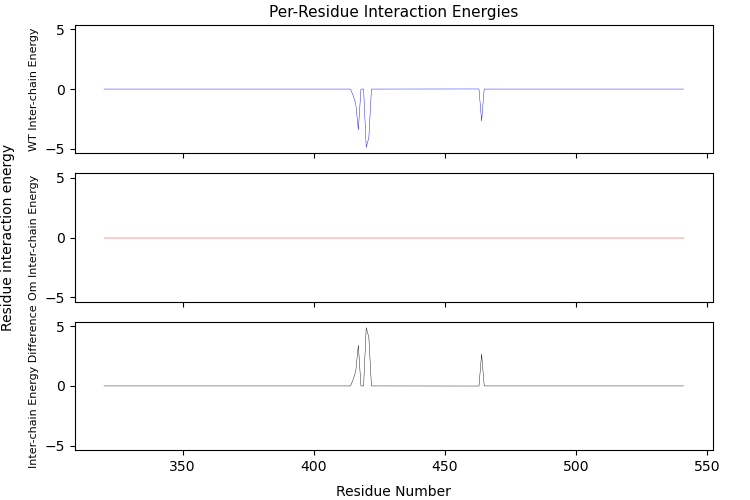 Per-Residue Interaction Energies
Residue interaction energy
WT Inter-chain Energy
5
0
−5
Om Inter-chain Energy
5
0
−5
Inter-chain Energy Difference
5
0
−5
350
400
450
500
550
Residue Number